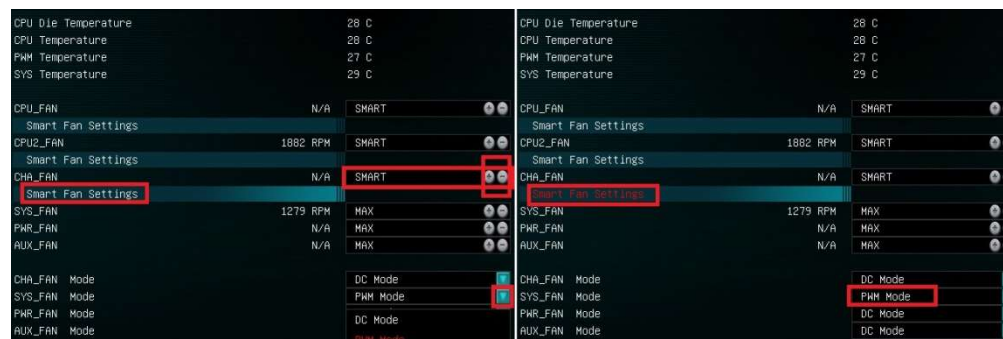 CPU Die Temperature 28 C
CPU Temperature 28 C
PWM Temperature 27 C
SYS Temperature 29 C
CPU_FAN N/A SMART
Smart Fan Settings
CPU2_FAN 1882 RPM SMART
Smart Fan Settings
CHA_FAN N/A SMART
Smart Fan Settings
SYS_FAN 1279 RPM MAX
PWR_FAN N/A MAX
AUX_FAN N/A MAX
CHA_FAN Mode DC Mode
SYS_FAN Mode PWM Mode
PWR_FAN Mode DC Mode
AUX_FAN Mode PWM Mode
CPU Die Temperature 28 C
CPU Temperature 28 C
PWM Temperature 27 C
SYS Temperature 29 C
CPU_FAN N/A SMART
Smart Fan Settings
CPU2_FAN 1882 RPM SMART
Smart Fan Settings
CHA_FAN N/A SMART
Smart Fan Settings
SYS_FAN 1279 RPM MAX
PWR_FAN N/A MAX
AUX_FAN N/A MAX
CHA_FAN Mode DC Mode
SYS_FAN Mode PWM Mode
PWR_FAN Mode DC Mode
AUX_FAN Mode DC Mode